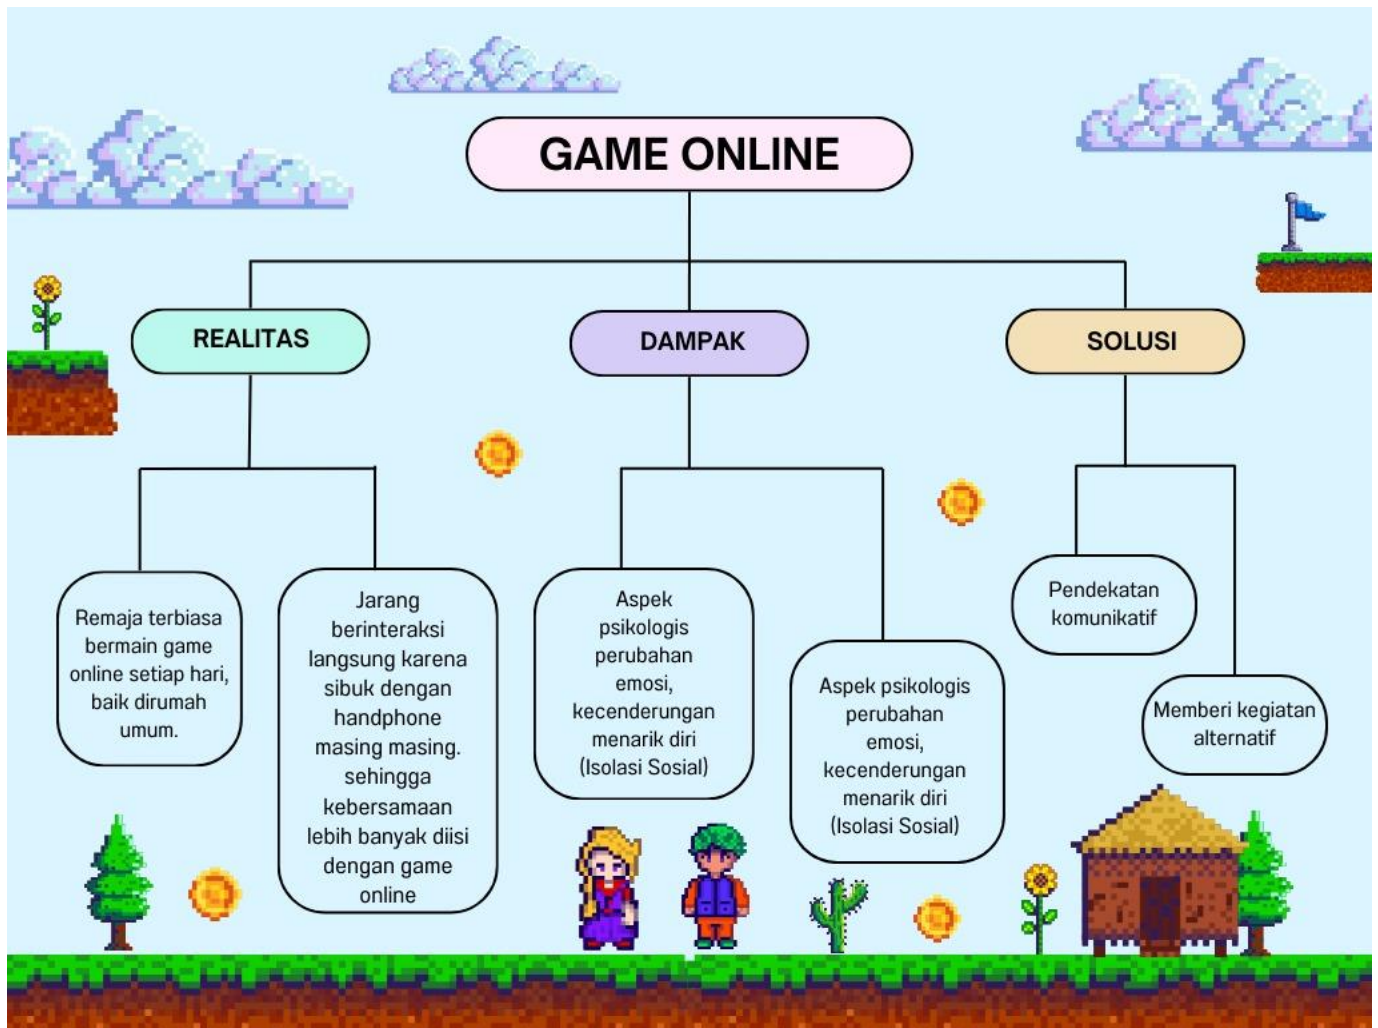 GAME ONLINE
REALITAS
DAMPAK
SOLUSI
Remaja terbiasa
bermain game
online setiap hari,
baik dirumah
umum.
Jarang
berinteraksi
langsung karena
sibuk dengan
handphone
masing masing.
sehingga
kebersamaan
lebih banyak diisi
dengan game
online
Aspek
psikologis
perubahan
emosi,
kecenderungan
menarik diri
(Isolasi Sosial)
Aspek psikologis
perubahan
emosi,
kecenderungan
menarik diri
(Isolasi Sosial)
Pendekatan
komunikatif
Memberi kegiatan
alternatif